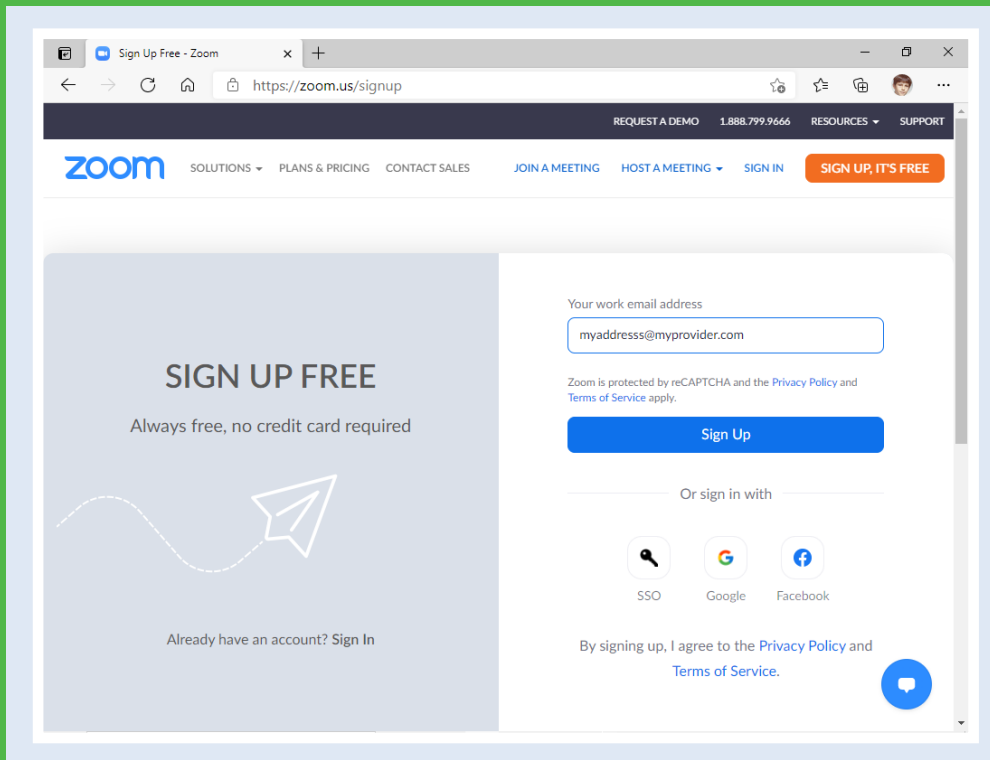 Sign Up Free - Zoom
https://zoom.us/signup
REQUEST A DEMO 1.888.799.9666 RESOURCES SUPPORT
zoom SOLUTIONS PLANS & PRICING CONTACT SALES JOIN A MEETING HOST A MEETING SIGN IN SIGN UP, IT'S FREE
SIGN UP FREE
Always free, no credit card required
Already have an account? Sign In
Your work email address
myaddresss@myprovider.com
Zoom is protected by reCAPTCHA and the Privacy Policy and
Terms of Service apply.
Sign Up
Or sign in with
SSO Google Facebook
By signing up, I agree to the Privacy Policy and
Terms of Service.